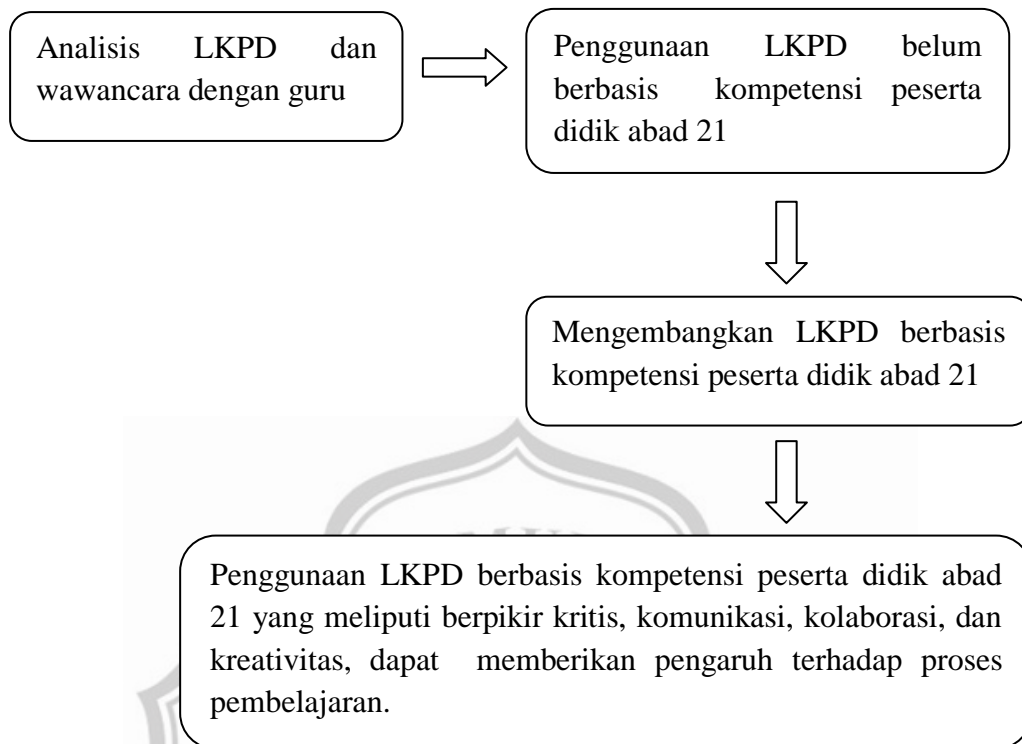 Analisis LKPD dan
wawancara dengan guru
Penggunaan LKPD belum
berbasis kompetensi peserta
didik abad 21
Mengembangkan LKPD berbasis
kompetensi peserta didik abad 21
Penggunaan LKPD berbasis kompetensi peserta didik abad
21 yang meliputi berpikir kritis, komunikasi, kolaborasi, dan
kreativitas, dapat memberikan pengaruh terhadap proses
pembelajaran.